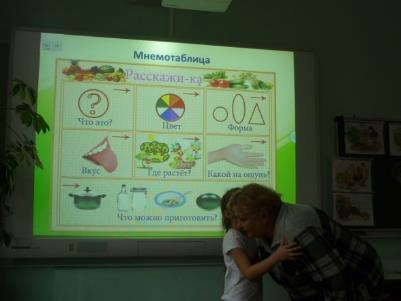 Мнемотаблица
Расскажи-ка
Что это?
Цвет
Форма
Вкус
Где растёт?
Какой на ощупь?
Что можно приготовить?